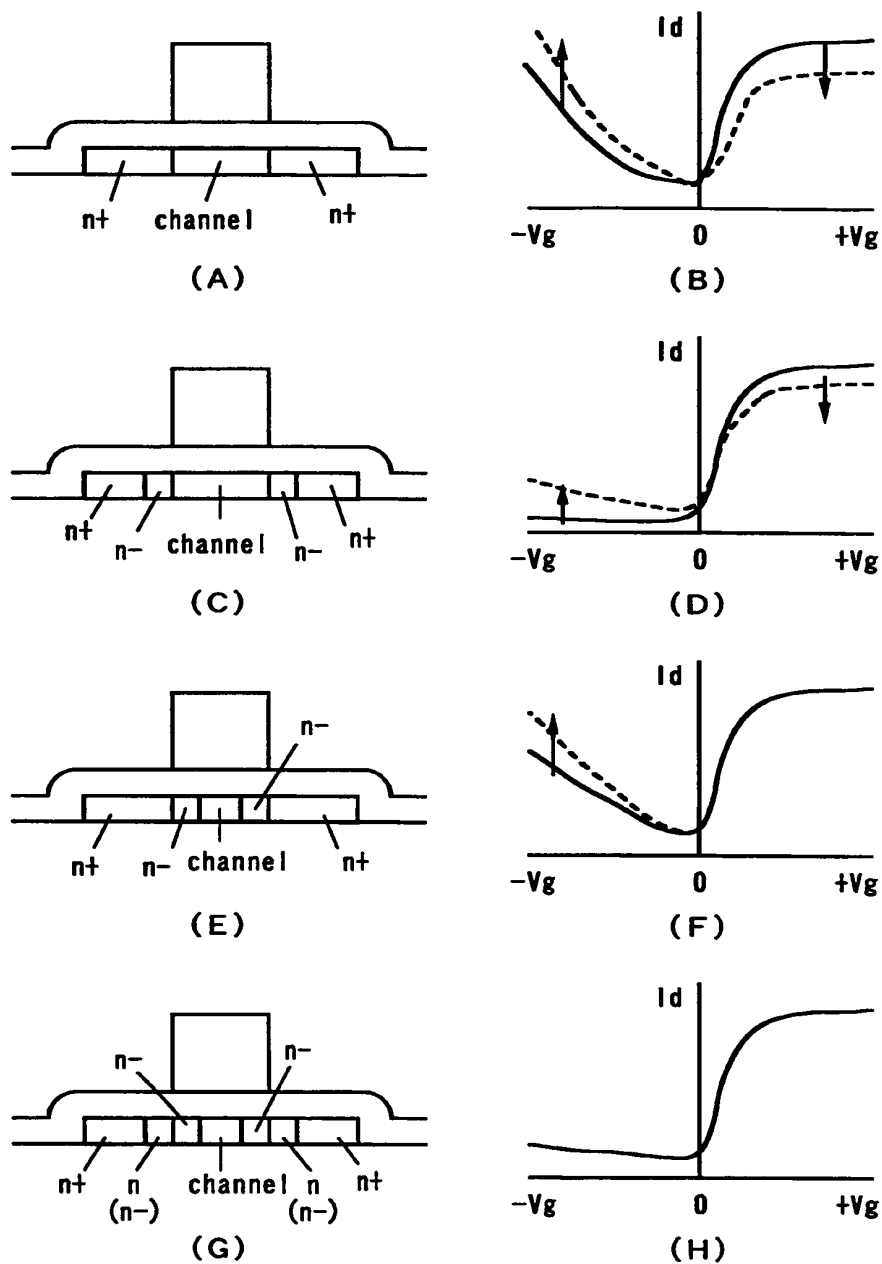 n+ channel n+
(A)
Id
-Vg 0 +Vg
(B)
n+ n- channel n- n+
(C)
Id
-Vg 0 +Vg
(D)
n-
n+ n- channel n+
(E)
Id
-Vg 0 +Vg
(F)
n- n-
n+ n channel n n+
(n-) (n-)
(G)
Id
-Vg 0 +Vg
(H)